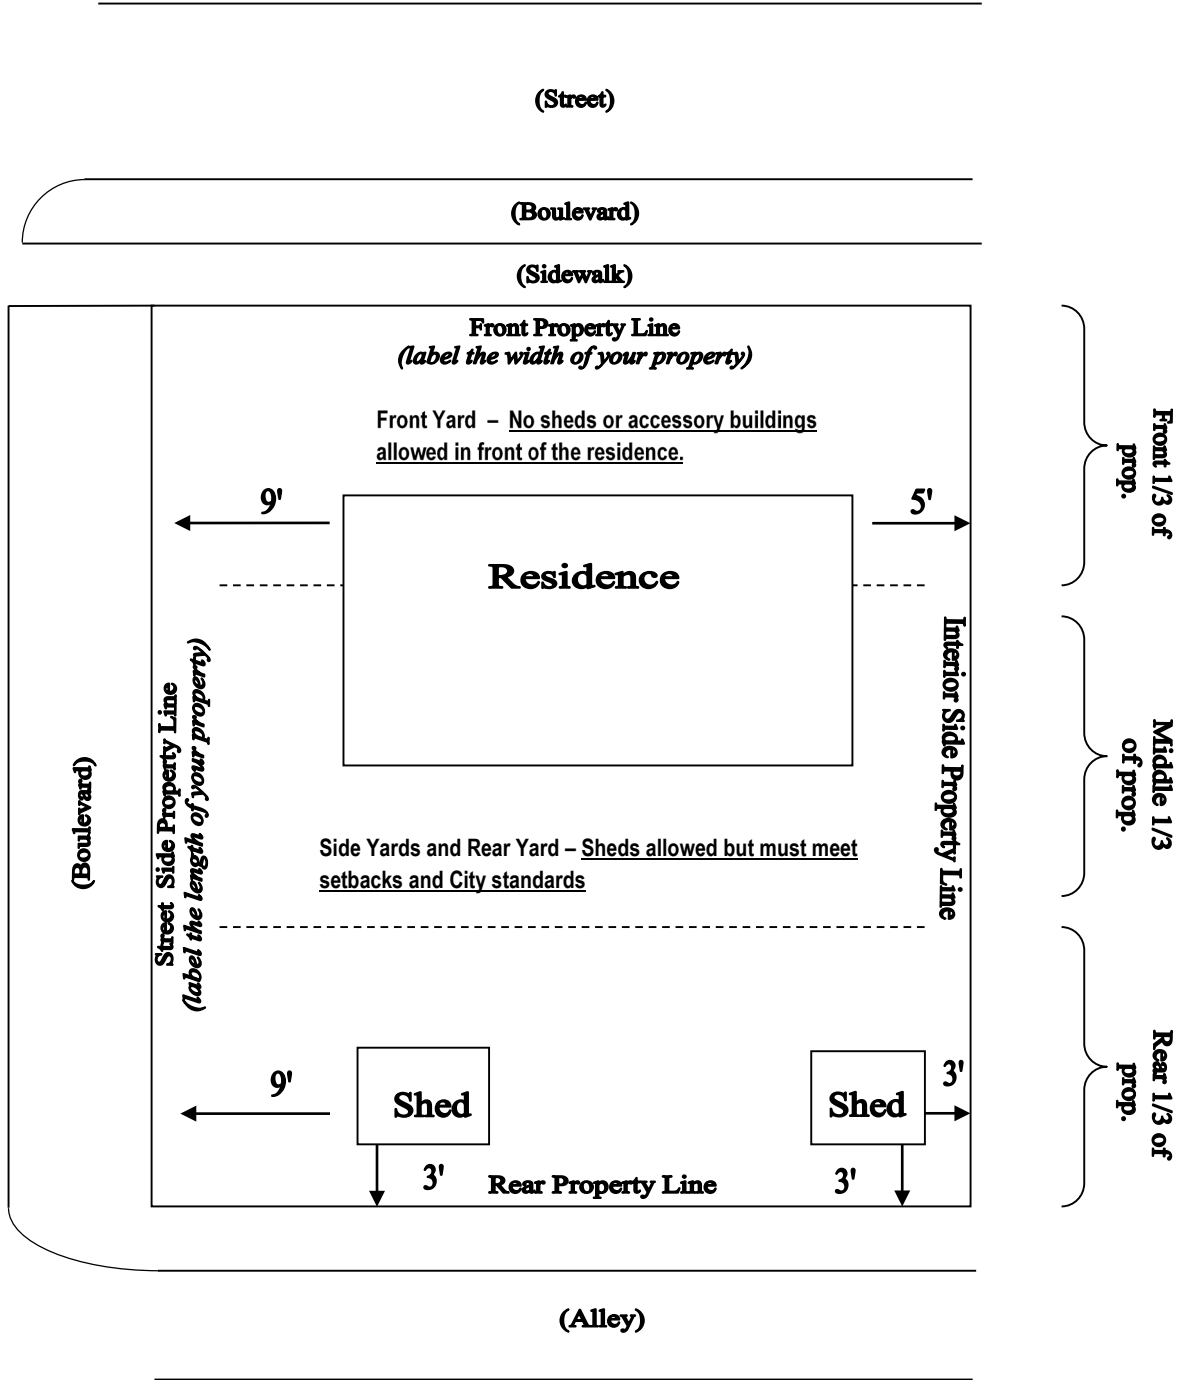 (Street)
(Boulevard)
(Sidewalk)
Front Property Line
(label the width of your property)
Front Yard – No sheds or accessory buildings
allowed in front of the residence.
9'
5'
Residence
Front 1/3 of
prop.
Interior Side Property Line
Middle 1/3
of prop.
(Boulevard)
Street Side Property Line
(label the length of your property)
Side Yards and Rear Yard – Sheds allowed but must meet
setbacks and City standards
9'
Shed
Shed
3'
3'
Rear Property Line
3'
Rear 1/3 of
prop.
(Alley)